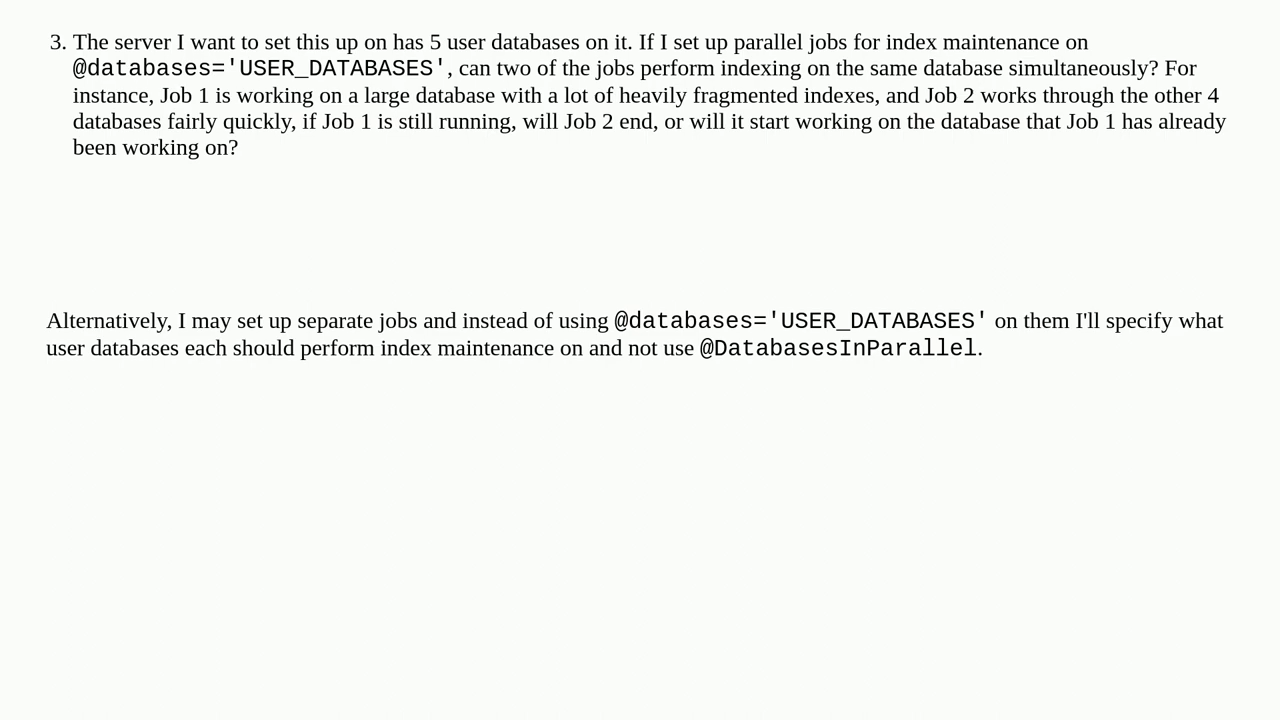 3. The server I want to set this up on has 5 user databases on it. If I set up parallel jobs for index maintenance on
@databases='USER_DATABASES', can two of the jobs perform indexing on the same database simultaneously? For
instance, Job 1 is working on a large database with a lot of heavily fragmented indexes, and Job 2 works through the other 4
databases fairly quickly, if Job 1 is still running, will Job 2 end, or will it start working on the database that Job 1 has already
been working on?
Alternatively, I may set up separate jobs and instead of using @databases='USER_DATABASES' on them I'll specify what
user databases each should perform index maintenance on and not use @DatabasesInParallel.